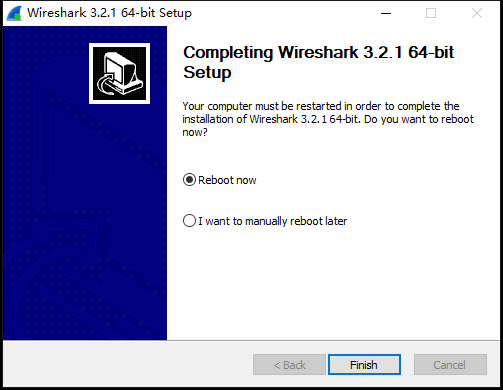 Wireshark 3.2.1 64-bit Setup
Completing Wireshark 3.2.1 64-bit
Setup
Your computer must be restarted in order to complete the
installation of Wireshark 3.2.1 64-bit. Do you want to reboot
now?
Reboot now
I want to manually reboot later
< Back Finish Cancel